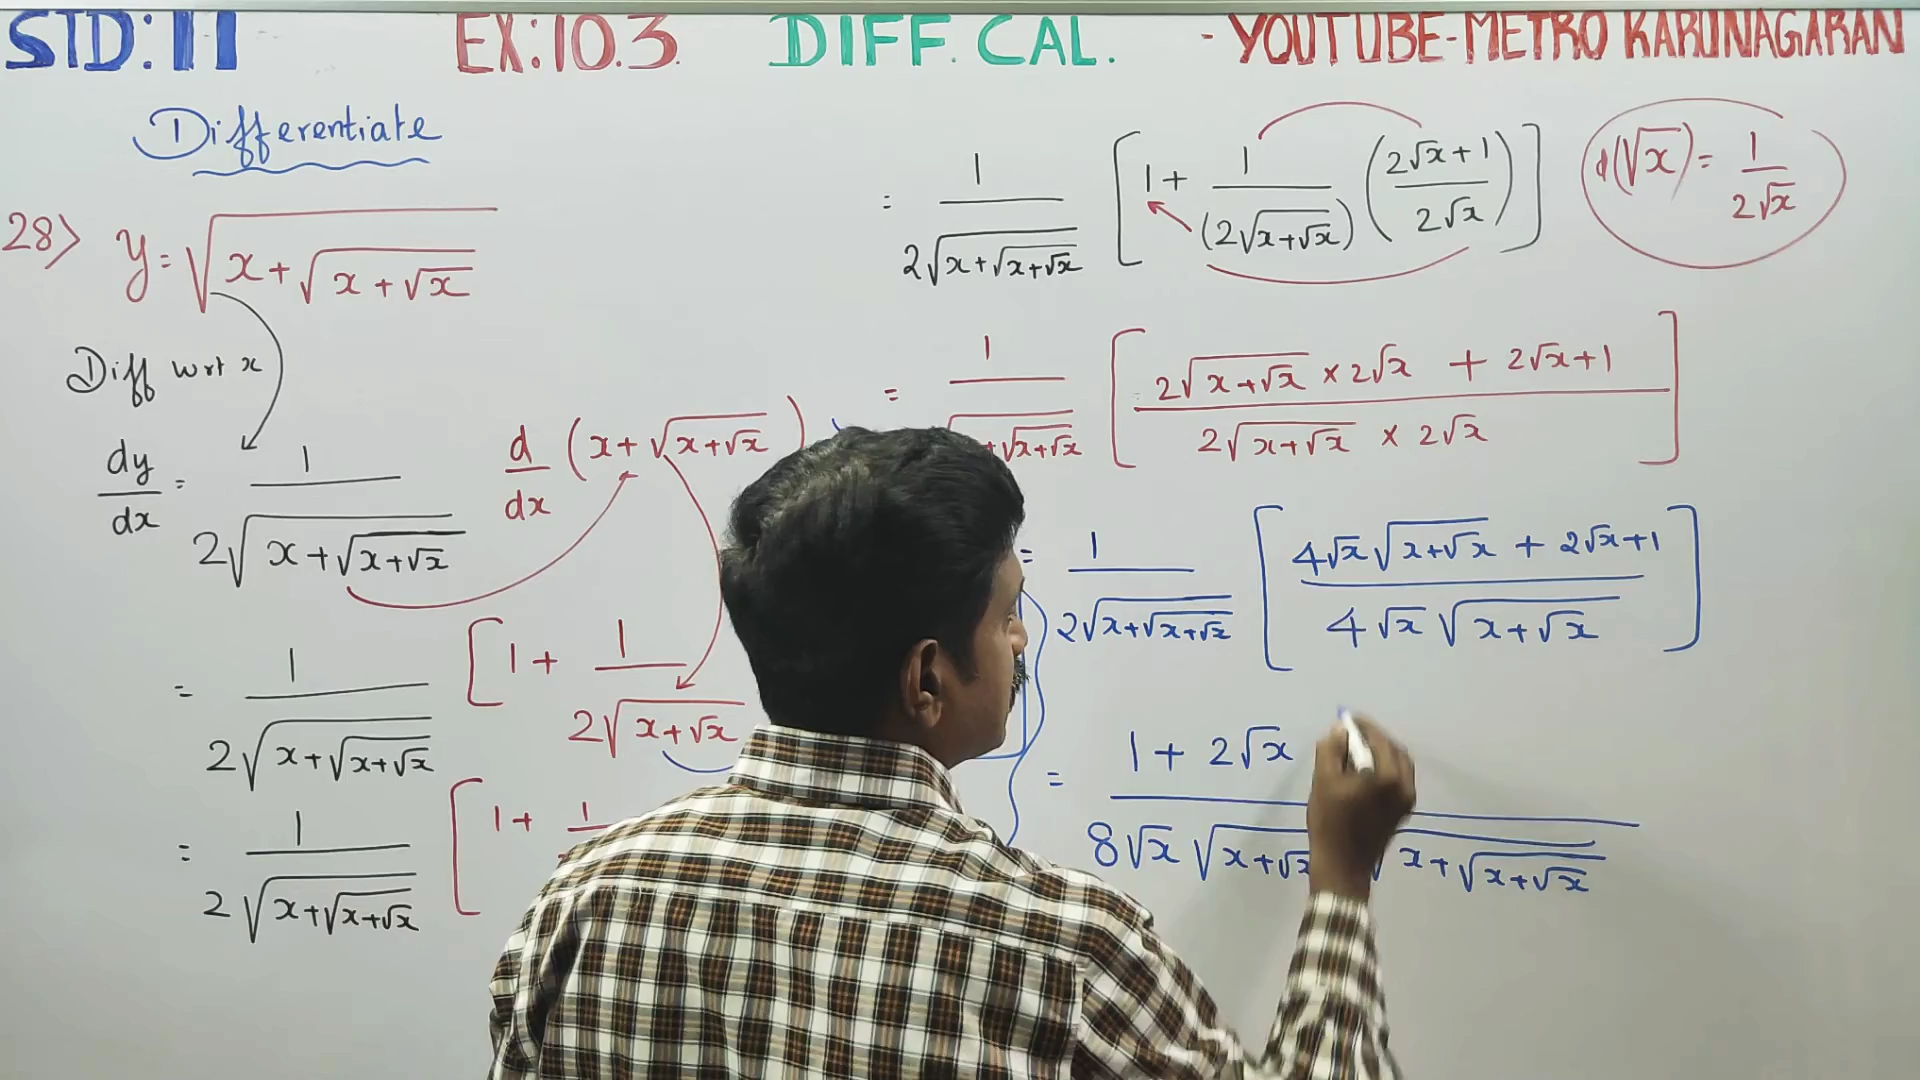 STD: 11 EX: 10.3 DIFF. CAL. - YOUTUBE - METRO KARUNAGARAN
Differentiate
28> y = √(x + √(x + √x))
Diff wrt x
dy/dx = 1/(2√(x + √(x + √x))) d/dx (x + √(x + √x))
= 1/(2√(x + √(x + √x))) [1 + 1/(2√(x + √x))
= 1/(2√(x + √(x + √x))) [1 + 1
= 1/(2√(x + √(x + √x))) [1 + 1/(2√(x + √x)) ((2√x + 1)/(2√x))]
d(√x) = 1/(2√x)
= 1/√(x + √(x + √x)) [(2√(x + √x) × 2√x + 2√x + 1)/(2√(x + √x) × 2√x)]
= 1/(2√(x + √(x + √x))) [(4√x √(x + √x) + 2√x + 1)/(4√x √(x + √x))]
= (1 + 2√x)/(8√x √(x + √x) √(x + √(x + √x)))